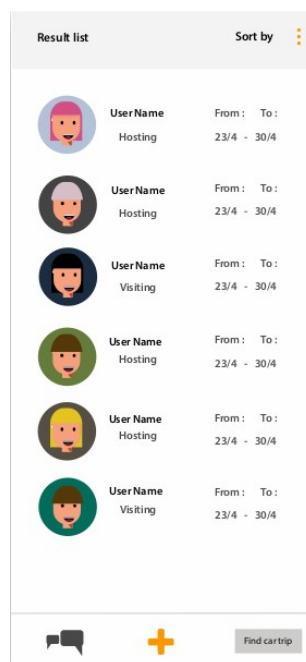 Result list Sort by
User Name From : To :
Hosting 23/4 - 30/4
User Name From : To :
Hosting 23/4 - 30/4
User Name From : To :
Visiting 23/4 - 30/4
User Name From : To :
Hosting 23/4 - 30/4
User Name From : To :
Hosting 23/4 - 30/4
User Name From : To :
Visiting 23/4 - 30/4
Find car trip